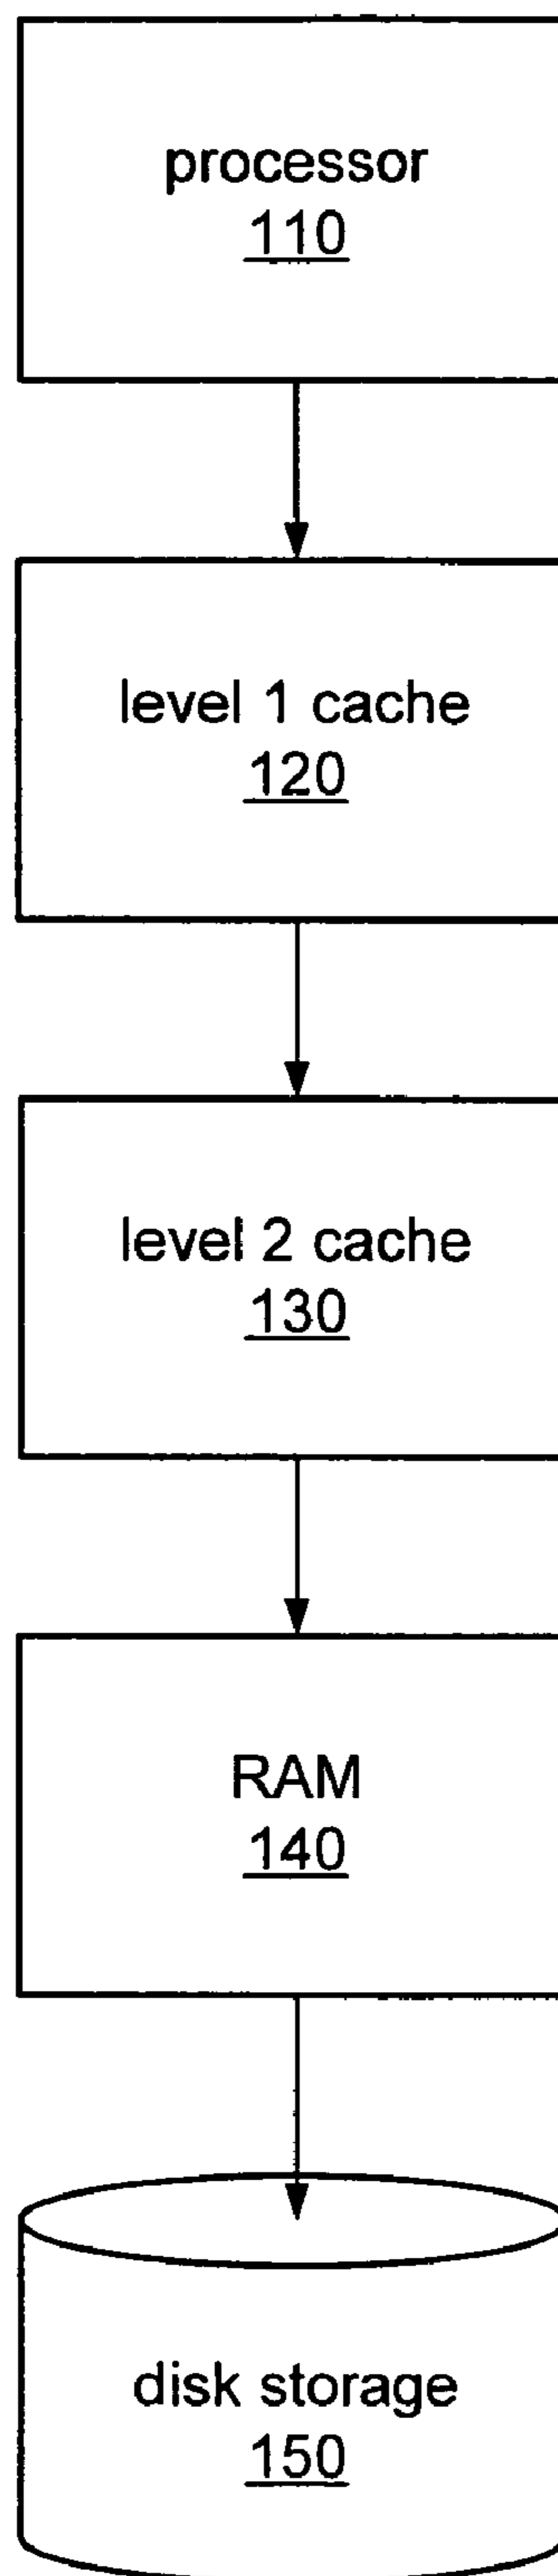 processor
110
level 1 cache
120
level 2 cache
130
RAM
140
disk storage
150